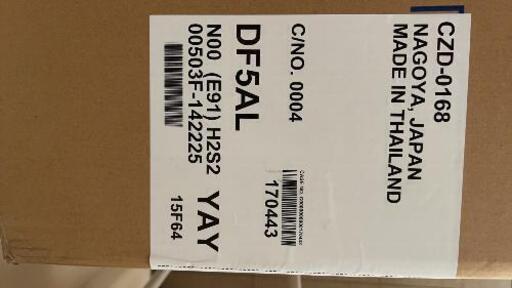 CZD-0168
NAGOYA, JAPAN
MADE IN THAILAND
C/NO. 0004
170443
DF5AL
N00 (E91) H2S2 YAY
00503F-142225
15F64